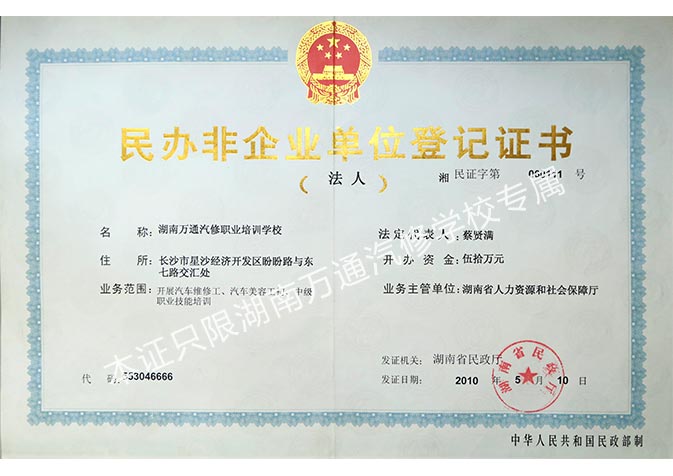 民办非企业单位登记证书
（法人） 湘 民证字第 号
名 称： 湖南万通汽修职业培训学校
法定代表人： 蔡贤满
住 所： 长沙市星沙经济开发区盼盼路与东
七路交汇处
开办资金： 伍拾万元
业务范围： 开展汽车维修工、汽车美容工初、中级
职业技能培训
业务主管单位： 湖南省人力资源和社会保障厅
发证机关： 湖南省民政厅
代 码： 553046666
发证日期： 2010 年 5 月 10 日
湖南省民政厅
中华人民共和国民政部制
本证只限湖南万通汽修学校专属